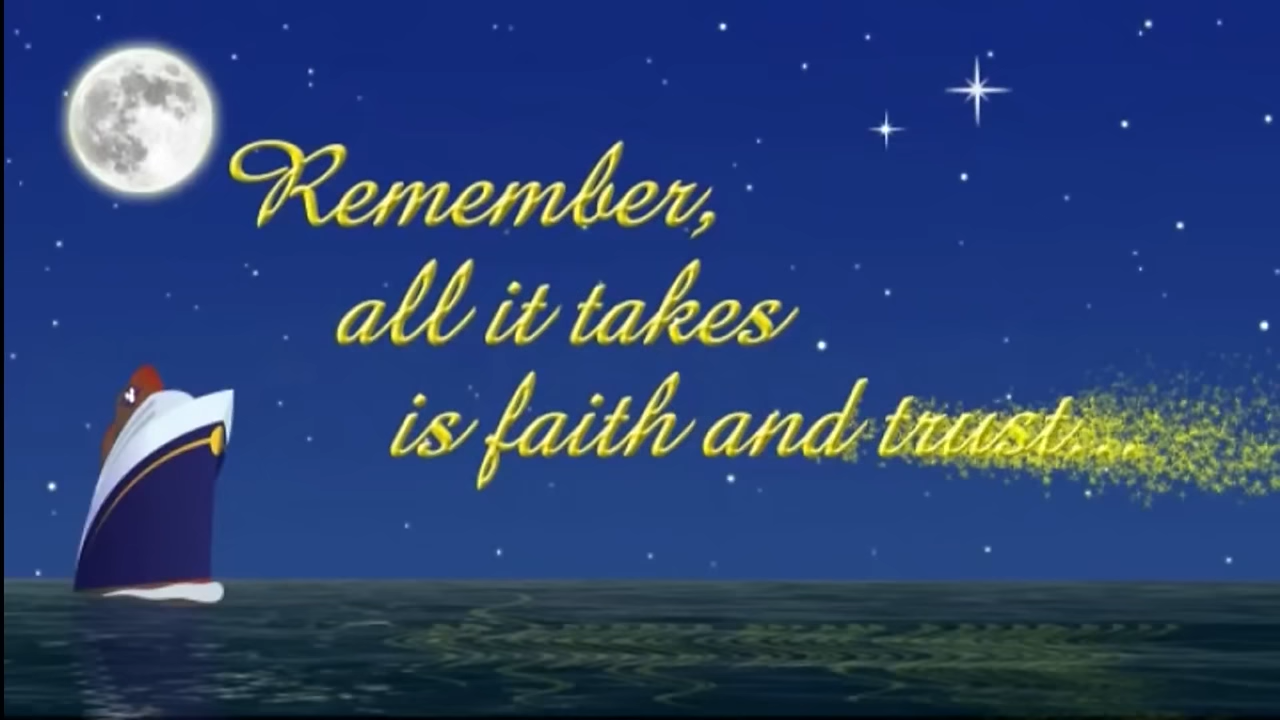 Remember,
all it takes
is faith and trust...